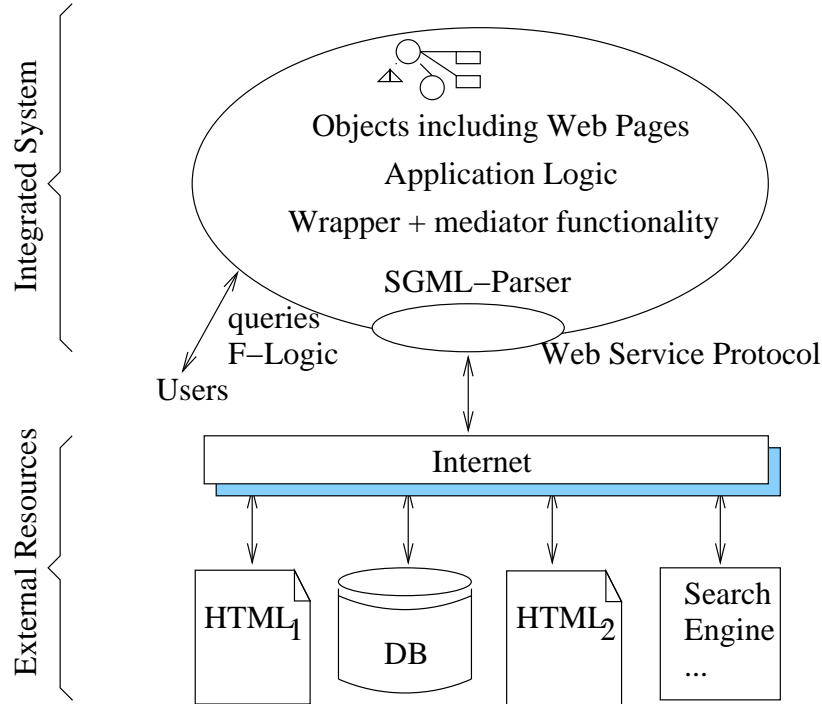 Integrated System
Objects including Web Pages
Application Logic
Wrapper + mediator functionality
SGML−Parser
queries
F−Logic
Web Service Protocol
Users
External Resources
Internet
HTML1
DB
HTML2
Search
Engine
...